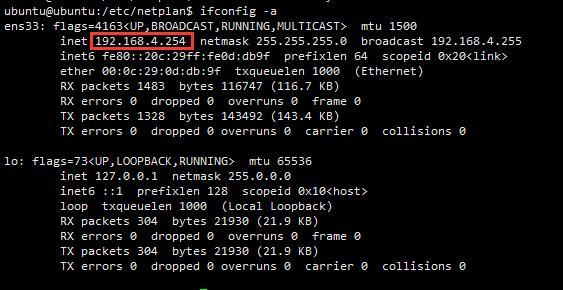 ubuntu@ubuntu:/etc/netplan$ ifconfig -a
ens33: flags=4163<UP,BROADCAST,RUNNING,MULTICAST>  mtu 1500
        inet 192.168.4.254  netmask 255.255.255.0  broadcast 192.168.4.255
        inet6 fe80::20c:29ff:fe0d:db9f  prefixlen 64  scopeid 0x20<link>
        ether 00:0c:29:0d:db:9f  txqueuelen 1000  (Ethernet)
        RX packets 1483  bytes 116747 (116.7 KB)
        RX errors 0  dropped 0  overruns 0  frame 0
        TX packets 1328  bytes 143492 (143.4 KB)
        TX errors 0  dropped 0 overruns 0  carrier 0  collisions 0
lo: flags=73<UP,LOOPBACK,RUNNING>  mtu 65536
        inet 127.0.0.1  netmask 255.0.0.0
        inet6 ::1  prefixlen 128  scopeid 0x10<host>
        loop  txqueuelen 1000  (Local Loopback)
        RX packets 304  bytes 21930 (21.9 KB)
        RX errors 0  dropped 0  overruns 0  frame 0
        TX packets 304  bytes 21930 (21.9 KB)
        TX errors 0  dropped 0 overruns 0  carrier 0  collisions 0